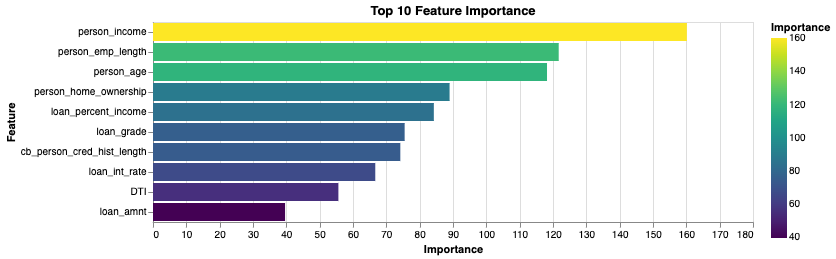 Top 10 Feature Importance
Feature
person_income
person_emp_length
person_age
person_home_ownership
loan_percent_income
loan_grade
cb_person_cred_hist_length
loan_int_rate
DTI
loan_amnt
0 10 20 30 40 50 60 70 80 90 100 110 120 130 140 150 160 170 180
Importance
Importance
160
140
120
100
80
60
40